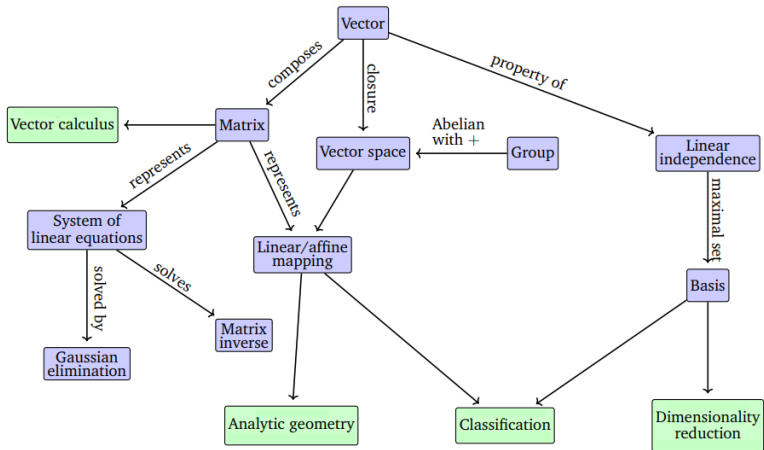 Vector
composes
closure
property of
Vector calculus
Matrix
Abelian
with +
Vector space
Group
Linear
independence
represents
represents
maximal set
System of
linear equations
Linear/affine
mapping
solved by
solves
Basis
Matrix
inverse
Gaussian
elimination
Analytic geometry
Classification
Dimensionality
reduction